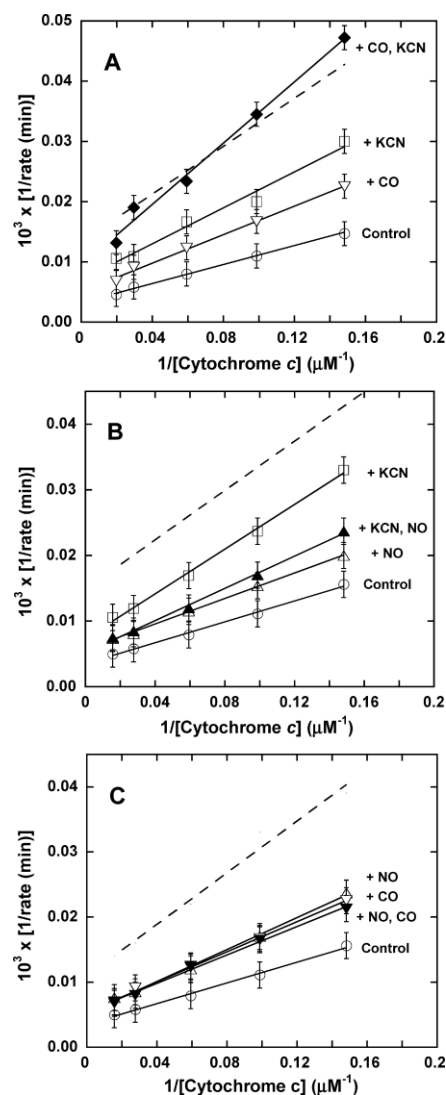 A
0.05
0.04
0.03
0.02
0.01
0.00
10³ x [1/rate (min)]
+ CO, KCN
+ KCN
+ CO
Control
0 0.04 0.08 0.12 0.16 0.2
1/[Cytochrome c] (μM⁻¹)
B
0.04
0.03
0.02
0.01
0.00
10³ x [1/rate (min)]
+ KCN
+ KCN, NO
+ NO
Control
0 0.04 0.08 0.12 0.16 0.2
1/[Cytochrome c] (μM⁻¹)
C
0.04
0.03
0.02
0.01
0.00
10³ x [1/rate (min)]
+ NO
+ CO
+ NO, CO
Control
0 0.04 0.08 0.12 0.16 0.2
1/[Cytochrome c] (μM⁻¹)